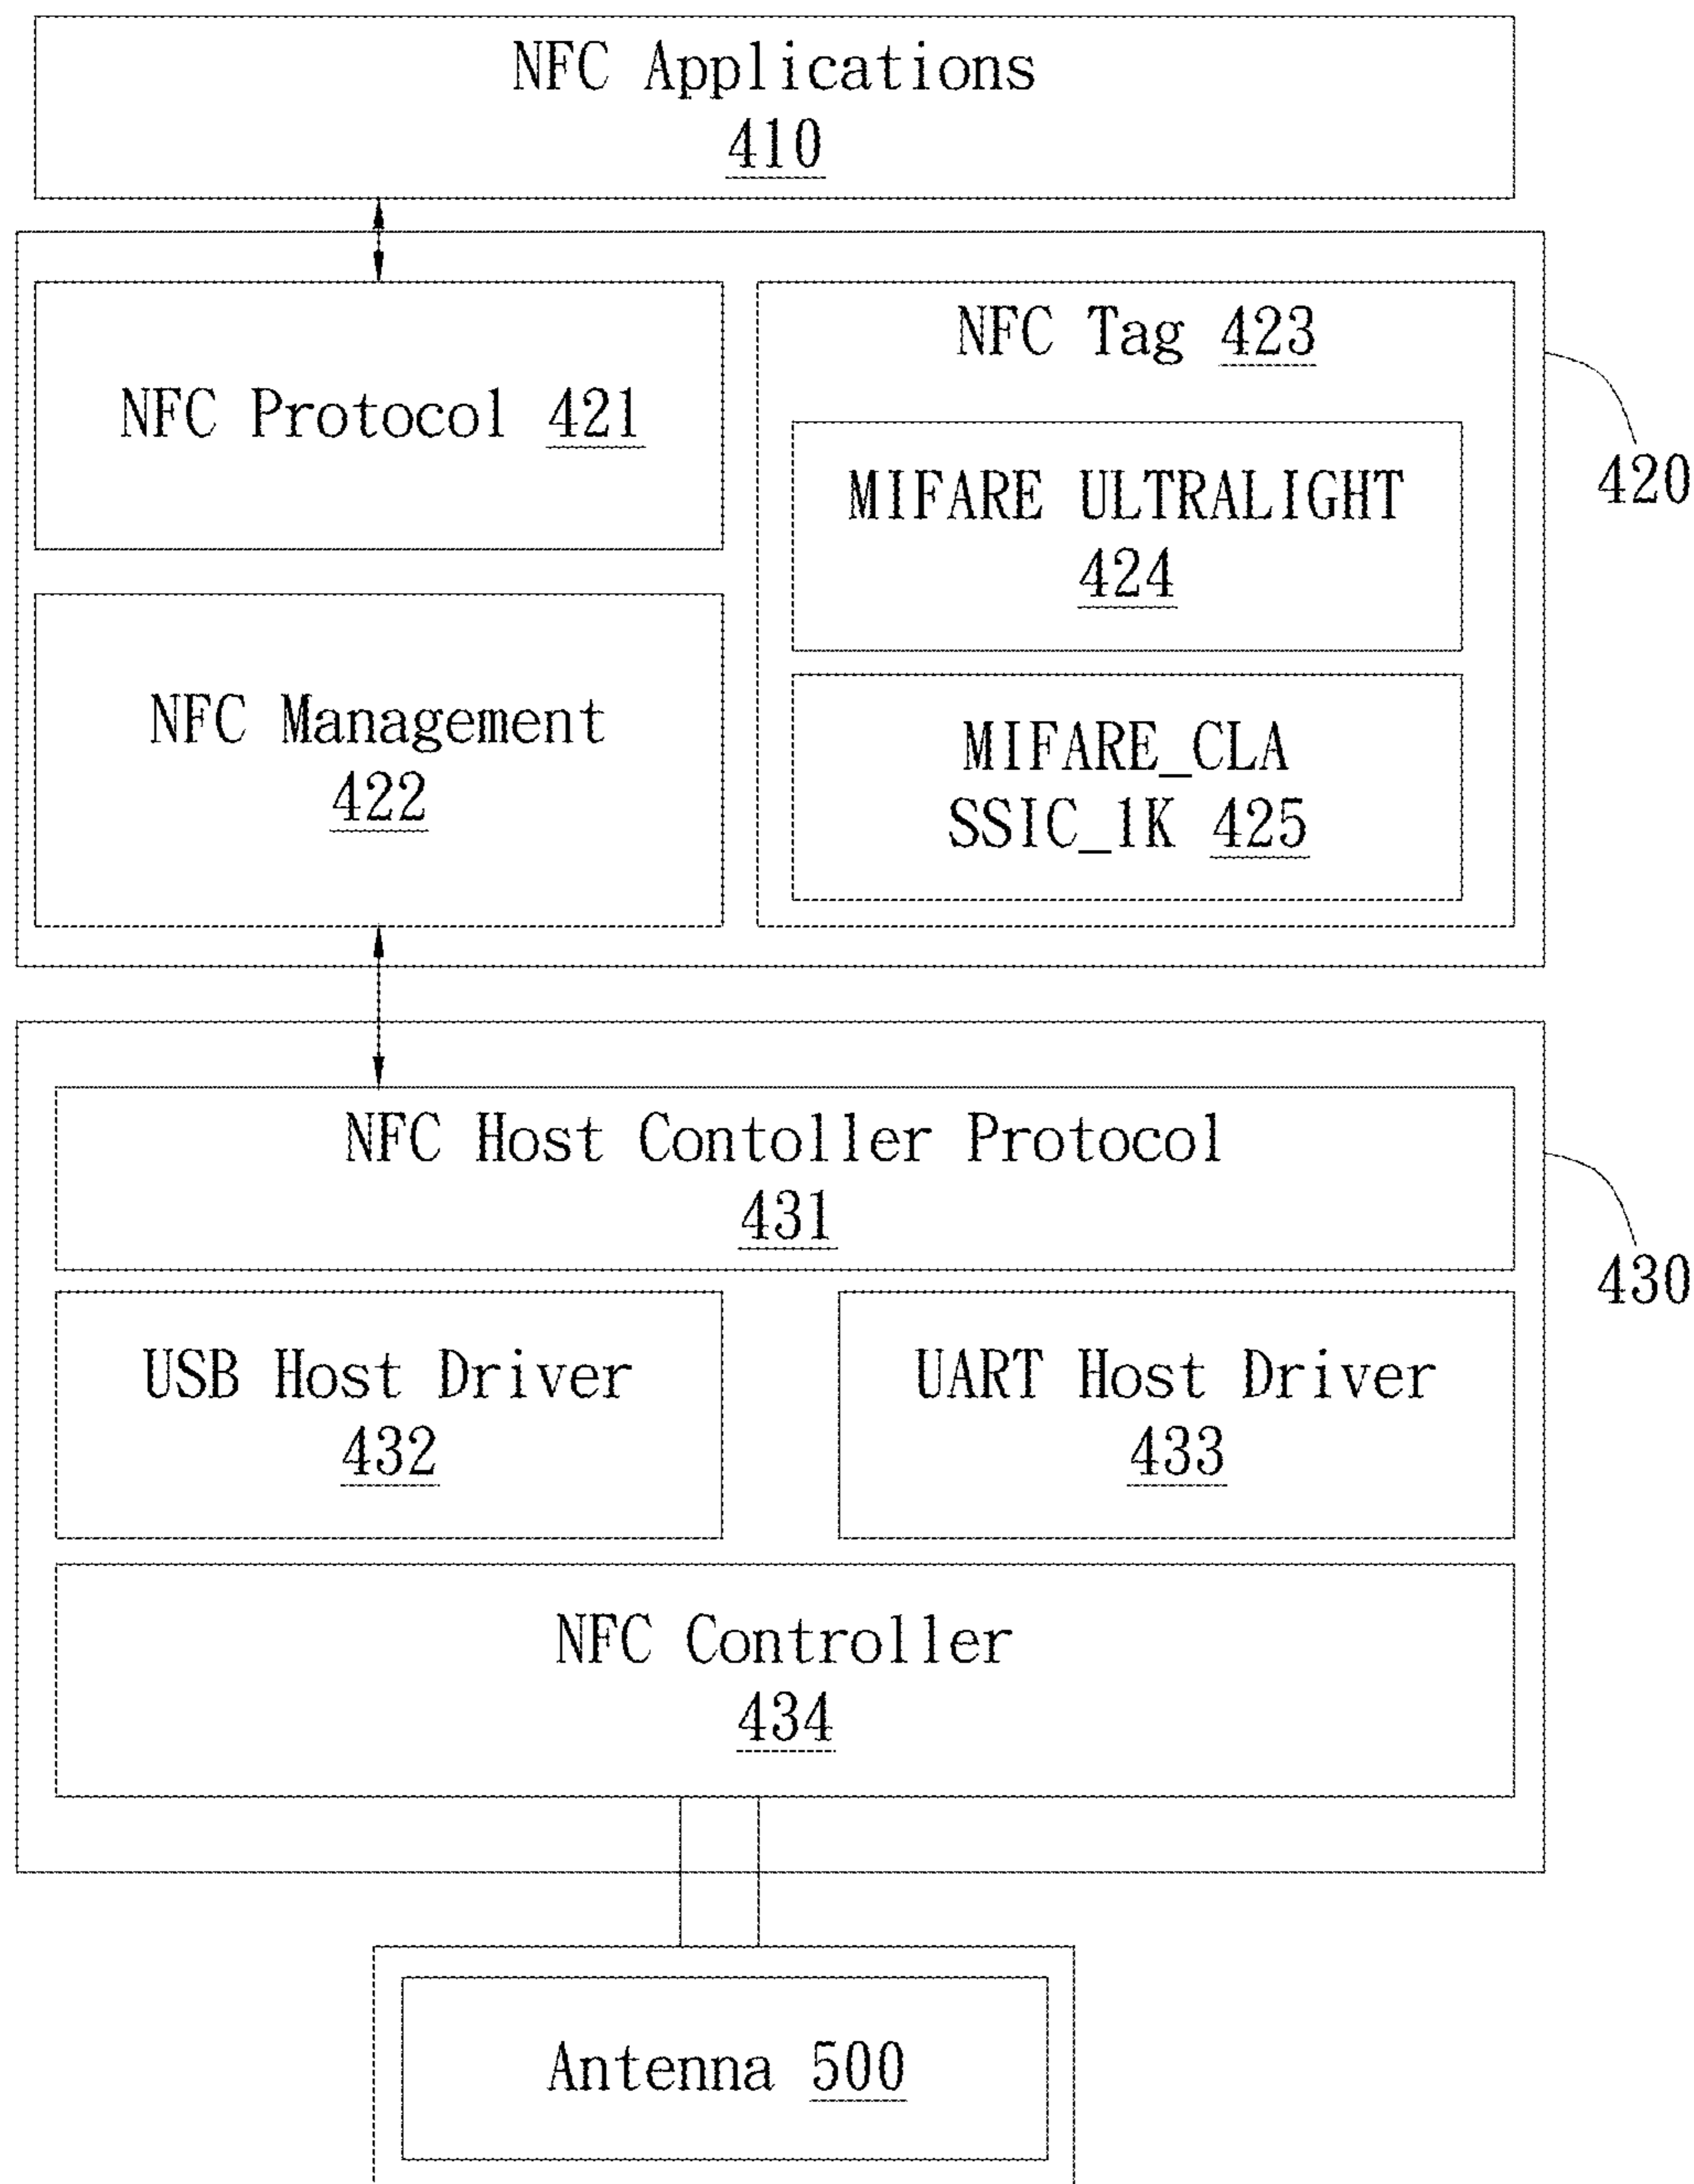 NFC Applications
410
NFC Protocol 421
NFC Management
422
NFC Tag 423
MIFARE ULTRALIGHT
424
MIFARE_CLA
SSIC_1K 425
420
NFC Host Contoller Protocol
431
USB Host Driver
432
UART Host Driver
433
NFC Controller
434
430
Antenna 500